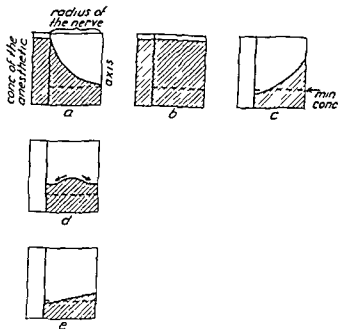 radius of
the nerve
conc of the
anesthetic
axis
a
b
c
min
conc
d
e